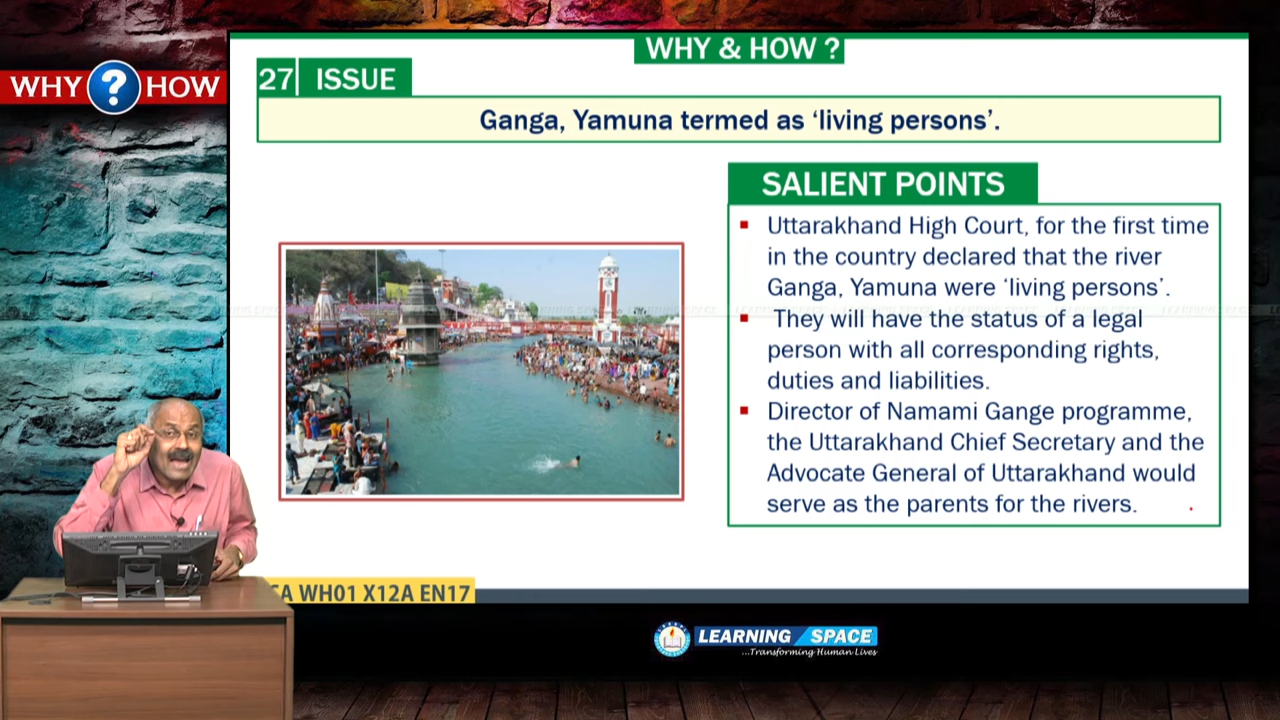 WHY & HOW ?
WHY ? HOW
27 ISSUE
Ganga, Yamuna termed as ‘living persons’.
SALIENT POINTS
Uttarakhand High Court, for the first time
in the country declared that the river
Ganga, Yamuna were ‘living persons’.
They will have the status of a legal
person with all corresponding rights,
duties and liabilities.
Director of Namami Gange programme,
the Uttarakhand Chief Secretary and the
Advocate General of Uttarakhand would
serve as the parents for the rivers.
CA WH01 X12A EN17
LEARNING SPACE
...Transforming Human Lives